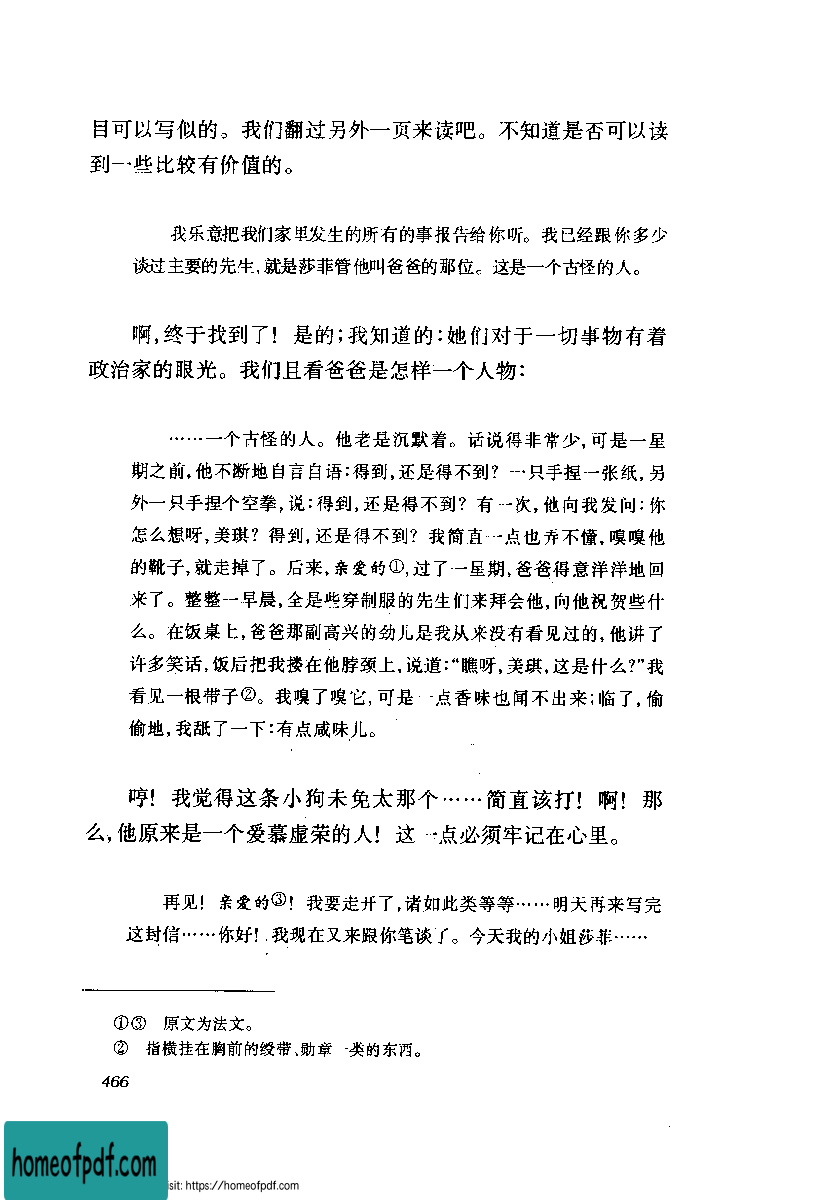 目可以写似的。我们翻过另外一页来读吧。不知道是否可以读
到一些比较有价值的。
我乐意把我们家里发生的所有的事报告给你听。我已经跟你多少
谈过主要的先生,就是莎菲管他叫爸爸的那位。这是一个古怪的人。
啊,终于找到了！是的;我知道的:她们对于一切事物有着
政治家的眼光。我们且看爸爸是怎样一个人物:
……一个古怪的人。他老是沉默着。话说得非常少,可是一星
期之前,他不断地自言自语:得到,还是得不到？一只手捏一张纸,另
外一只手捏个空拳,说:得到,还是得不到？有一次,他向我发问:你
怎么想呀,美琪？得到,还是得不到？我简直一点也弄不懂,嗅嗅他
的靴子,就走掉了。后来,亲爱的①,过了一星期,爸爸得意洋洋地回
来了。整整一早晨,全是些穿制服的先生们来拜会他,向他祝贺些什
么。在饭桌上,爸爸那副高兴的劲儿是我从来没有看见过的,他讲了
许多笑话,饭后把我搂在他脖颈上,说道:“瞧呀,美琪,这是什么?”我
看见一根带子②。我嗅了嗅它,可是一点香味也闻不出来;临了,偷
偷地,我舐了一下:有点咸味儿。
哼！我觉得这条小狗未免太那个……简直该打！啊！那
么,他原来是一个爱慕虚荣的人！这一点必须牢记在心里。
再见！亲爱的③！我要走开了,诸如此类等等……明天再来写完
这封信……你好！我现在又来跟你笔谈了。今天我的小姐莎菲……
①③　原文为法文。
②　指横挂在胸前的绶带、勋章一类的东西。
466
homeofpdf.com
isit: https://homeofpdf.com